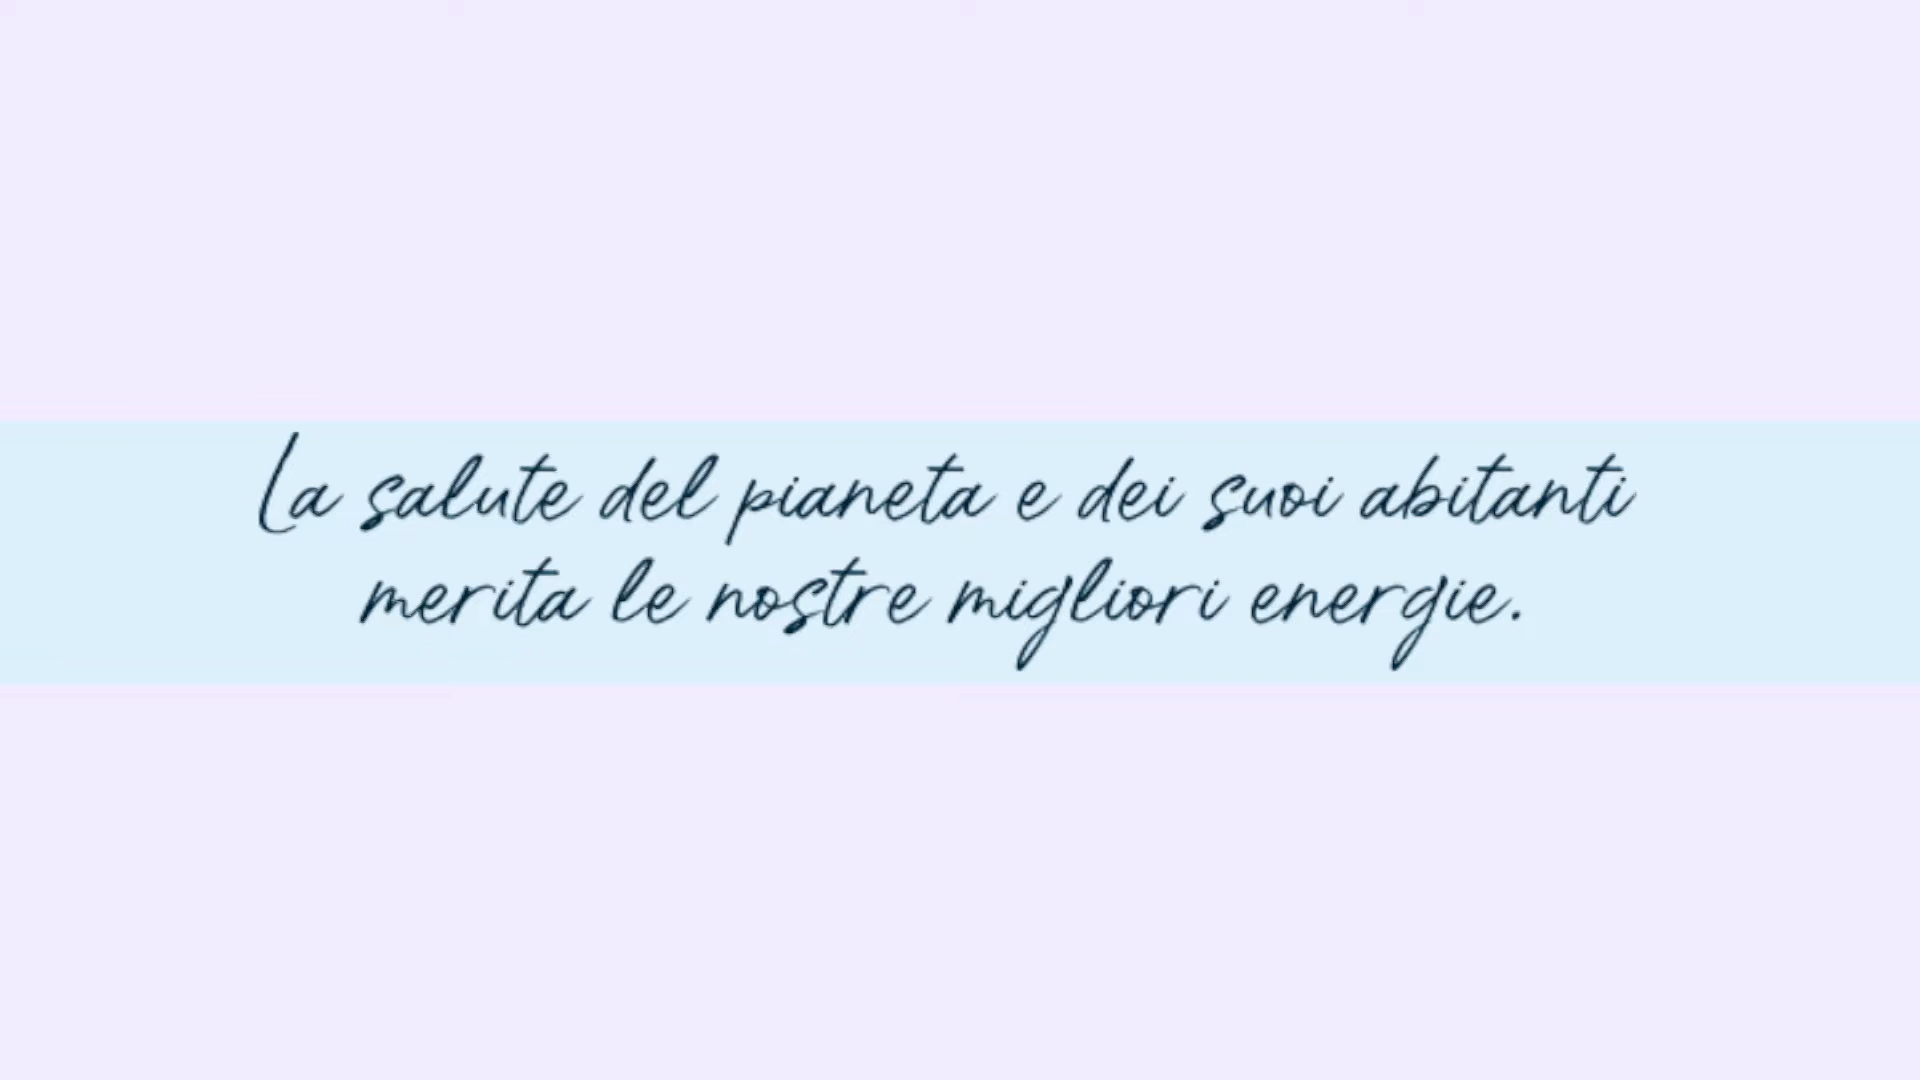 La salute del pianeta e dei suoi abitanti
merita le nostre migliori energie.